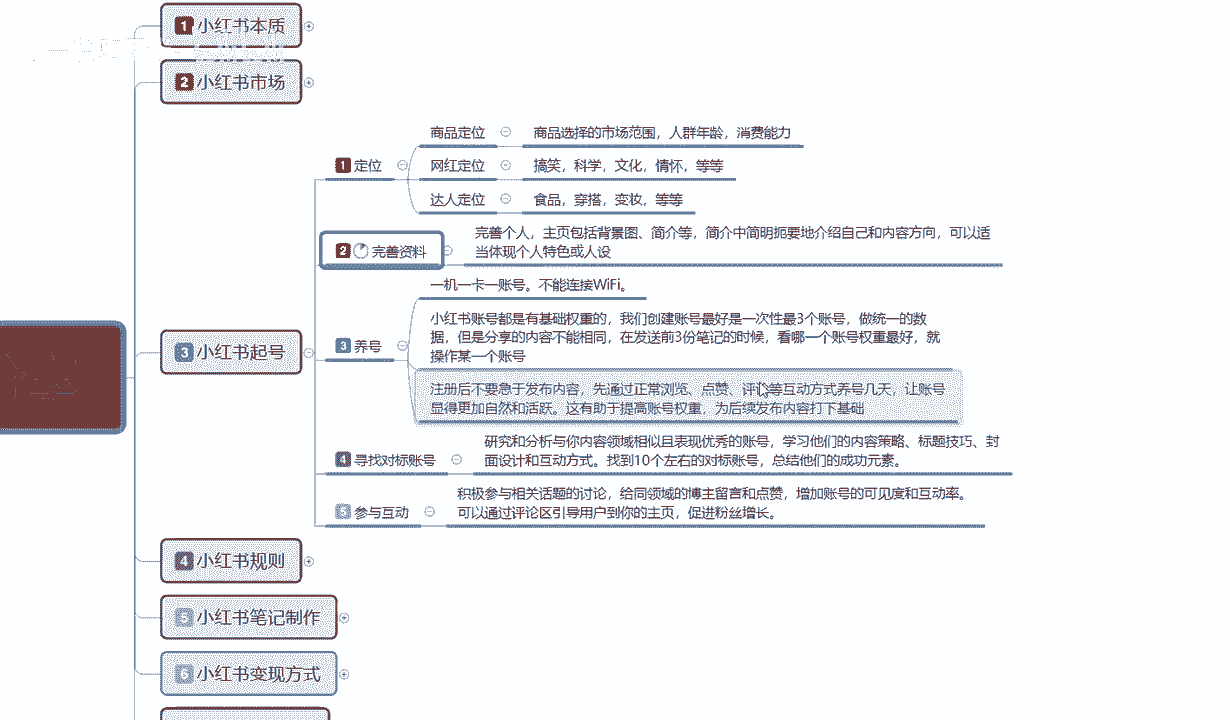 1 小红书本质
2 小红书市场
3 小红书起号
1 定位
商品定位
商品选择的市场范围，人群年龄，消费能力
网红定位
搞笑，科学，文化，情怀，等等
达人定位
食品，穿搭，变妆，等等
2 完善资料
完善个人，主页包括背景图、简介等，简介中简明扼要地介绍自己和内容方向，可以适
当体现个人特色或人设
3 养号
一机一卡一账号。不能连接WiFi。
小红书账号都是有基础权重的，我们创建账号最好是一次性最3个账号，做统一的数
据，但是分享的内容不能相同，在发送前3份笔记的时候，看哪一个账号权重最好，就
操作某一个账号
注册后不要急于发布内容，先通过正常浏览、点赞、评论等互动方式养号几天，让账号
显得更加自然和活跃。这有助于提高账号权重，为后续发布内容打下基础
4 寻找对标账号
研究和分析与你内容领域相似且表现优秀的账号，学习他们的内容策略、标题技巧、封
面设计和互动方式。找到10个左右的对标账号，总结他们的成功元素。
5 参与互动
积极参与相关话题的讨论，给同领域的博主留言和点赞，增加账号的可见度和互动率。
可以通过评论区引导用户到你的主页，促进粉丝增长。
4 小红书规则
5 小红书笔记制作
6 小红书变现方式